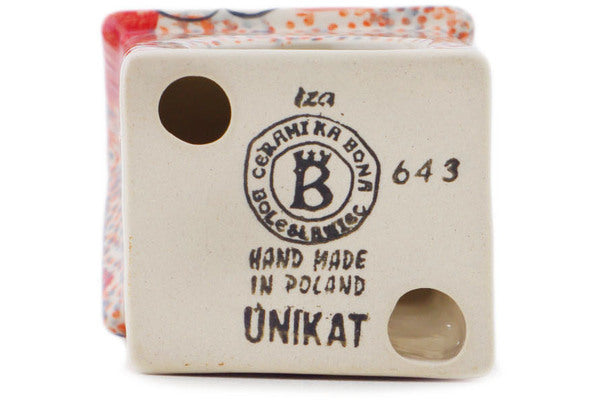 Iza
CERAMIKA BONA
B
BOLESŁAWIEC
643
HAND MADE
IN POLAND
UNIKAT